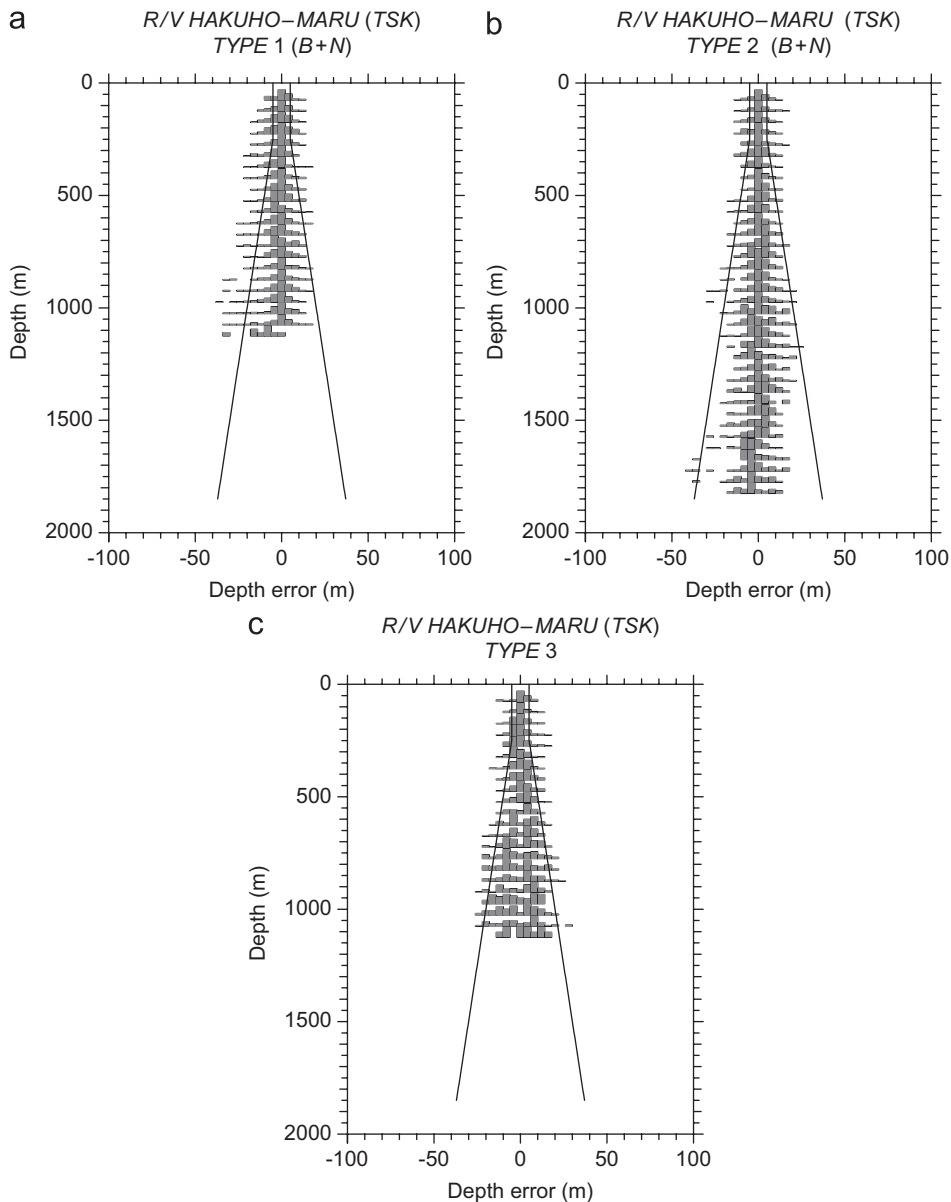 a
R/V HAKUHO–MARU (TSK)
TYPE 1 (B+N)
0
500
1000
1500
2000
Depth (m)
-100
-50
0
50
100
Depth error (m)
b
R/V HAKUHO–MARU (TSK)
TYPE 2 (B+N)
0
500
1000
1500
2000
Depth (m)
-100
-50
0
50
100
Depth error (m)
c
R/V HAKUHO–MARU (TSK)
TYPE 3
0
500
1000
1500
2000
Depth (m)
-100
-50
0
50
100
Depth error (m)